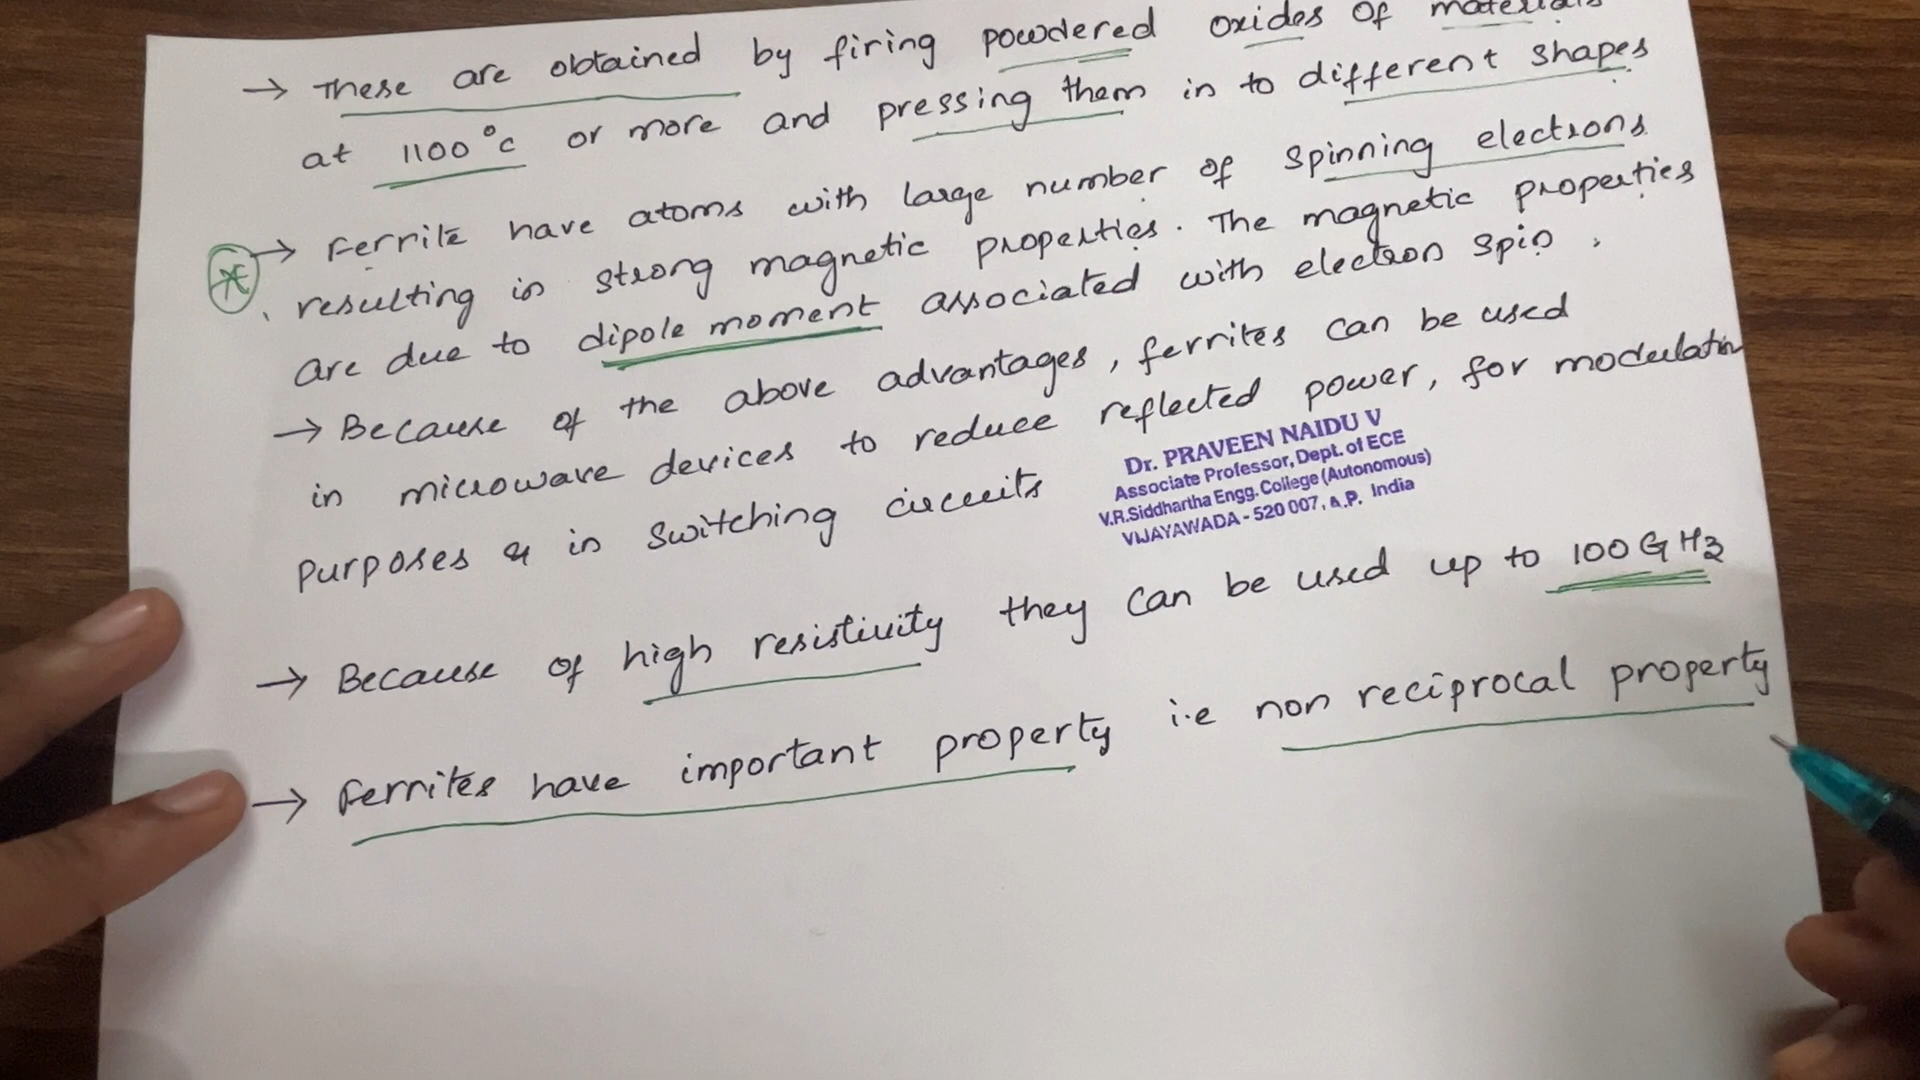 → These are obtained by firing powdered oxides of materials
at 1100°c or more and pressing them in to different shapes
→ Ferrite have atoms with large number of spinning electrons
resulting in strong magnetic properties. The magnetic properties
are due to dipole moment associated with electron spin.
→ Because of the above advantages, ferrites can be used
in microwave devices to reduce reflected power, for modulation
purposes & in switching circuits
Dr. PRAVEEN NAIDU V
Associate Professor, Dept. of ECE
V.R.Siddhartha Engg. College (Autonomous)
VIJAYAWADA - 520 007, A.P. India
→ Because of high resistivity they can be used up to 100 GHz
→ Ferrites have important property i.e non reciprocal property